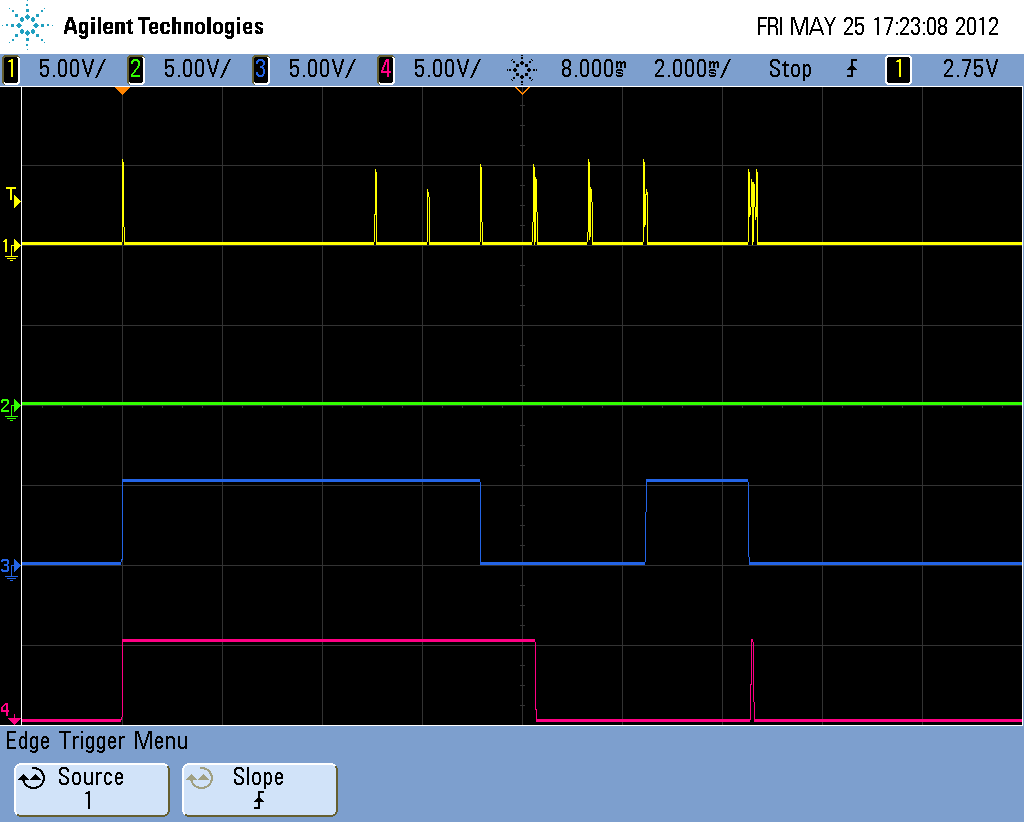 Agilent Technologies FRI MAY 25 17:23:08 2012
1 5.00V/ 2 5.00V/ 3 5.00V/ 4 5.00V/ 8.000ms 2.000ms/ Stop 1 2.75V
T
1
2
3
4
Edge Trigger Menu
Source
1
Slope